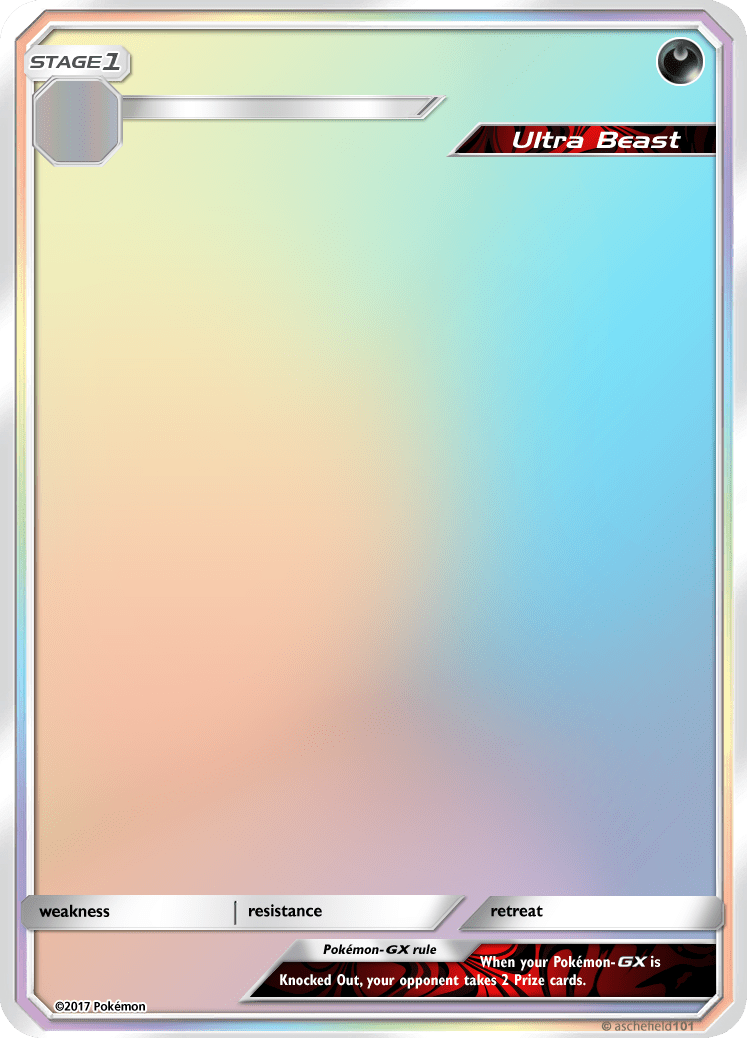 STAGE1
Ultra Beast
weakness
resistance
retreat
Pokémon-GX rule
When your Pokémon-GX is
Knocked Out, your opponent takes 2 Prize cards.
©2017 Pokémon
© ascheheld101